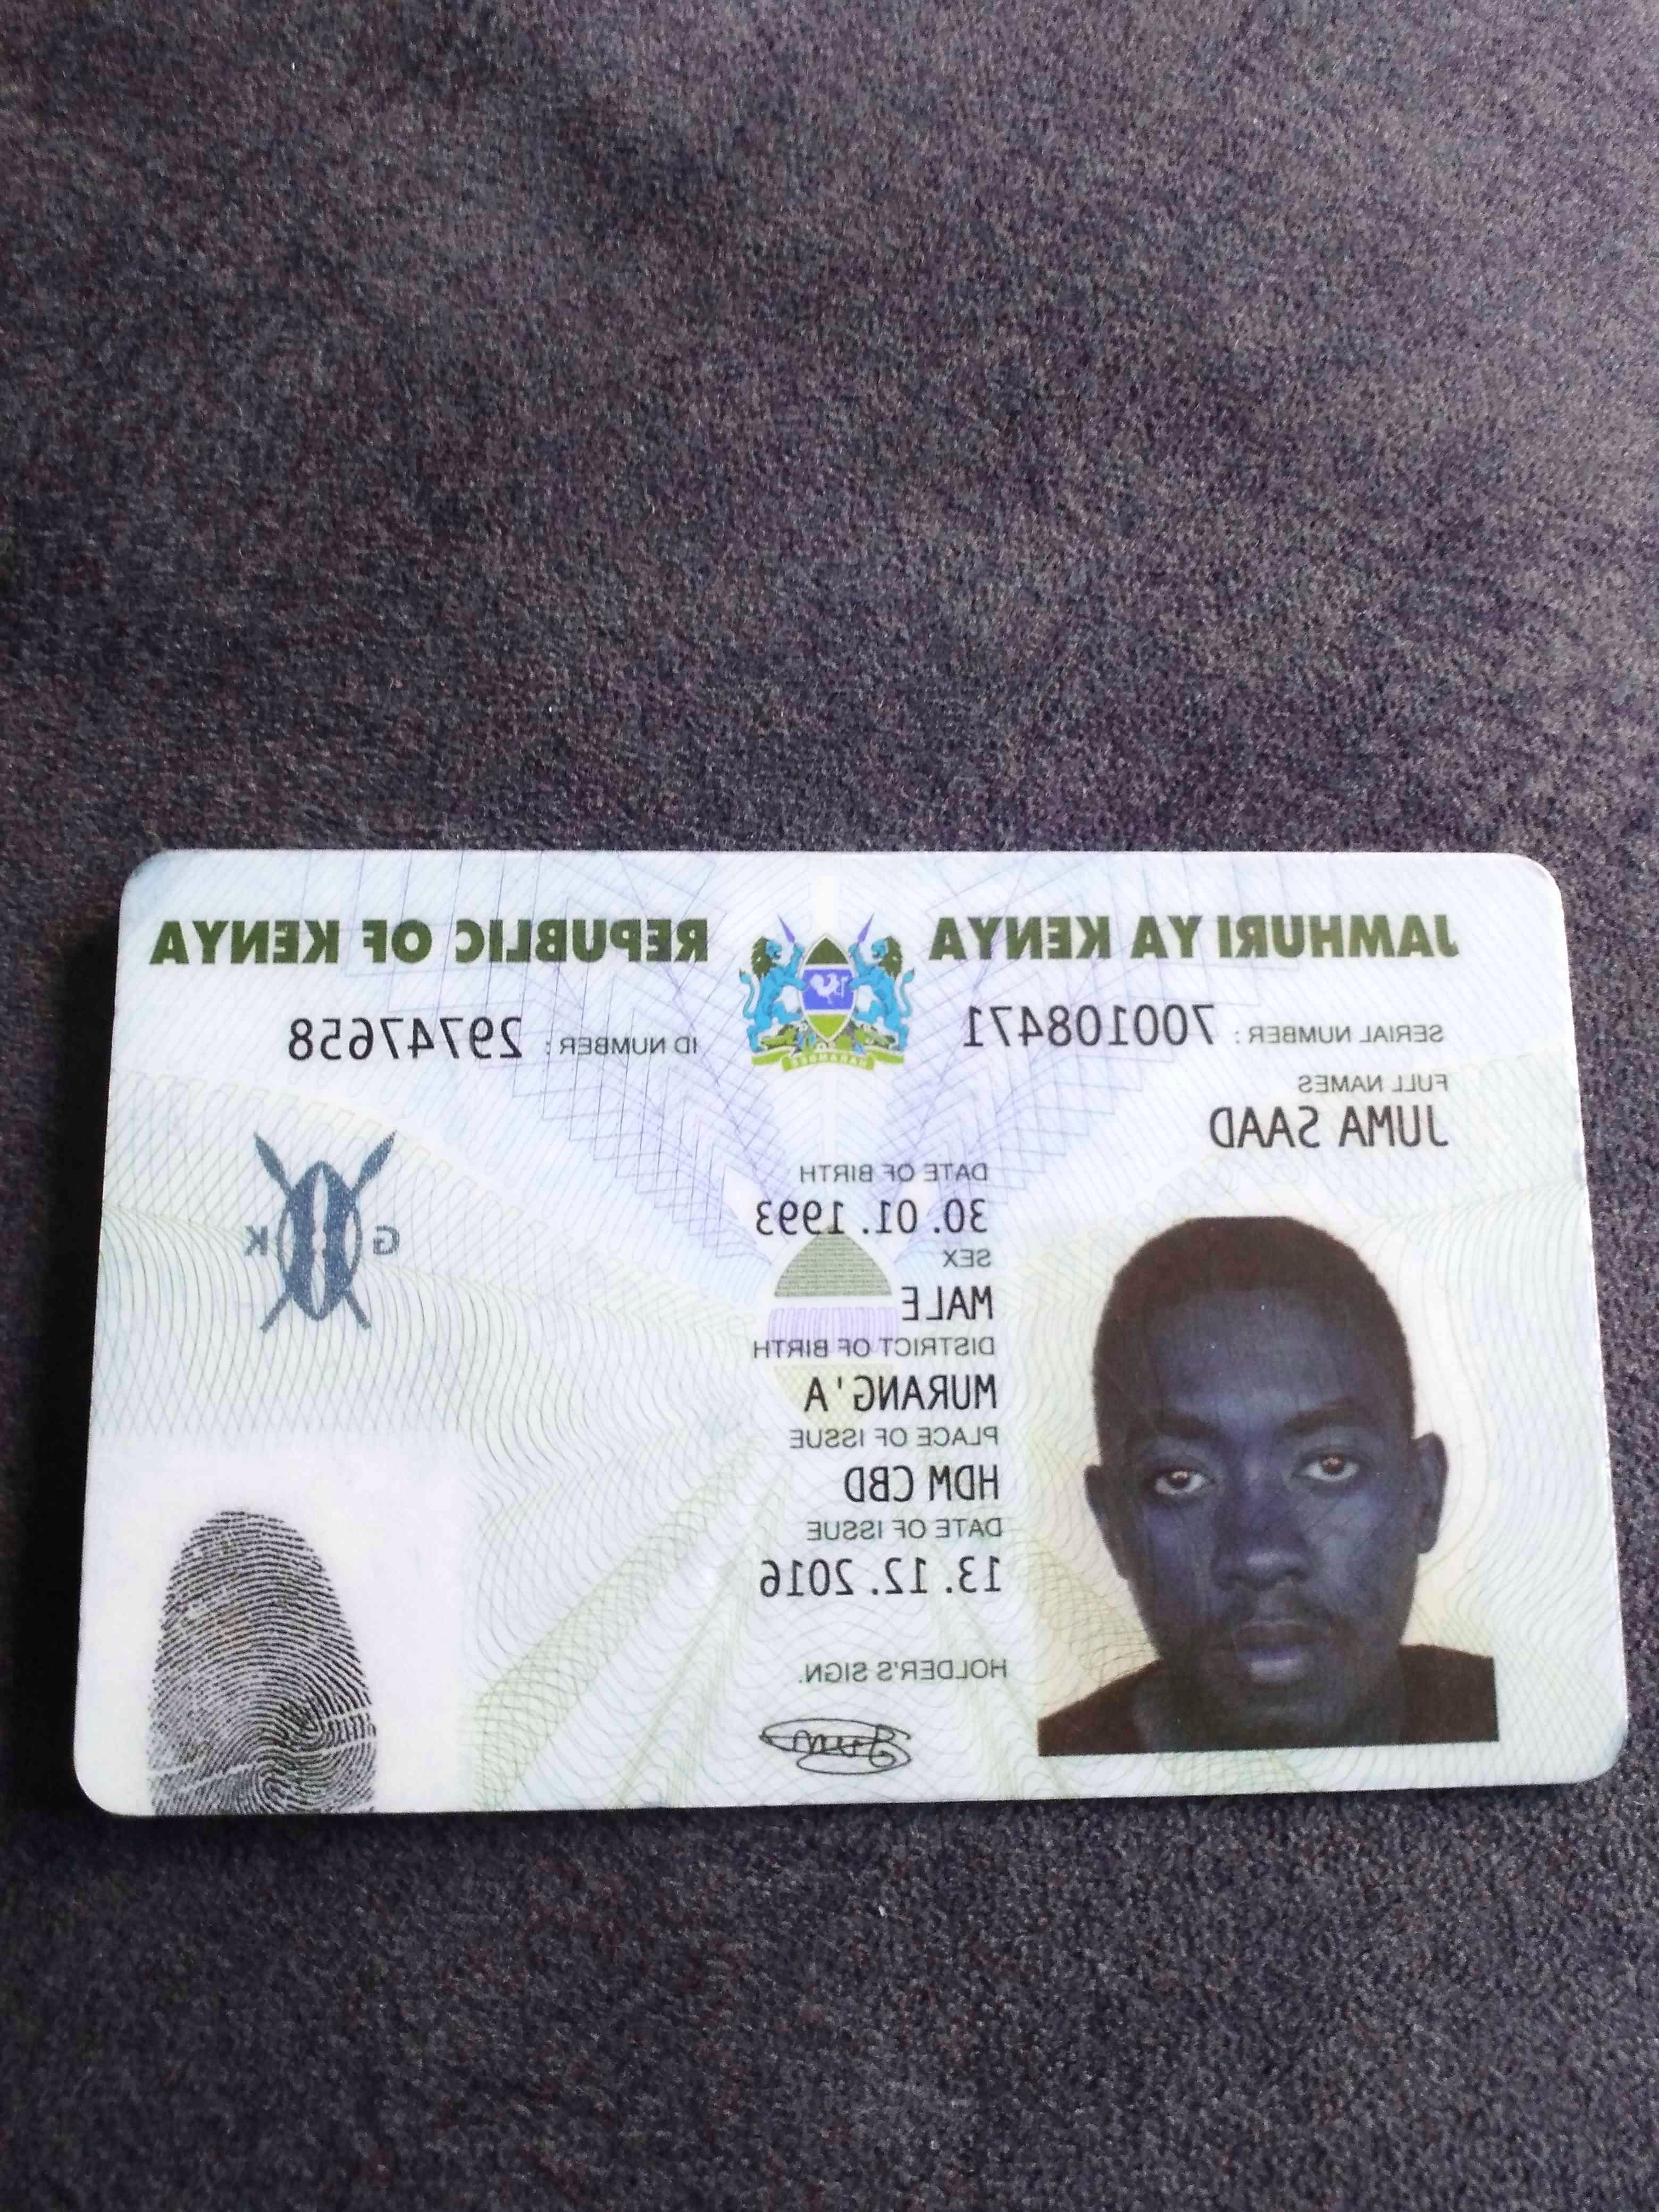 JAMHURI YA KENYA REPUBLIC OF KENYA
SERIAL NUMBER: 700108471 ID NUMBER: 29747658
FULL NAMES
JUMA SAAD
DATE OF BIRTH
30.01.1993
SEX
MALE
DISTRICT OF BIRTH
MURANG'A
PLACE OF ISSUE
HDM CBD
DATE OF ISSUE
13.12.2016
HOLDER'S SIGN.
G K
HARAMBEE